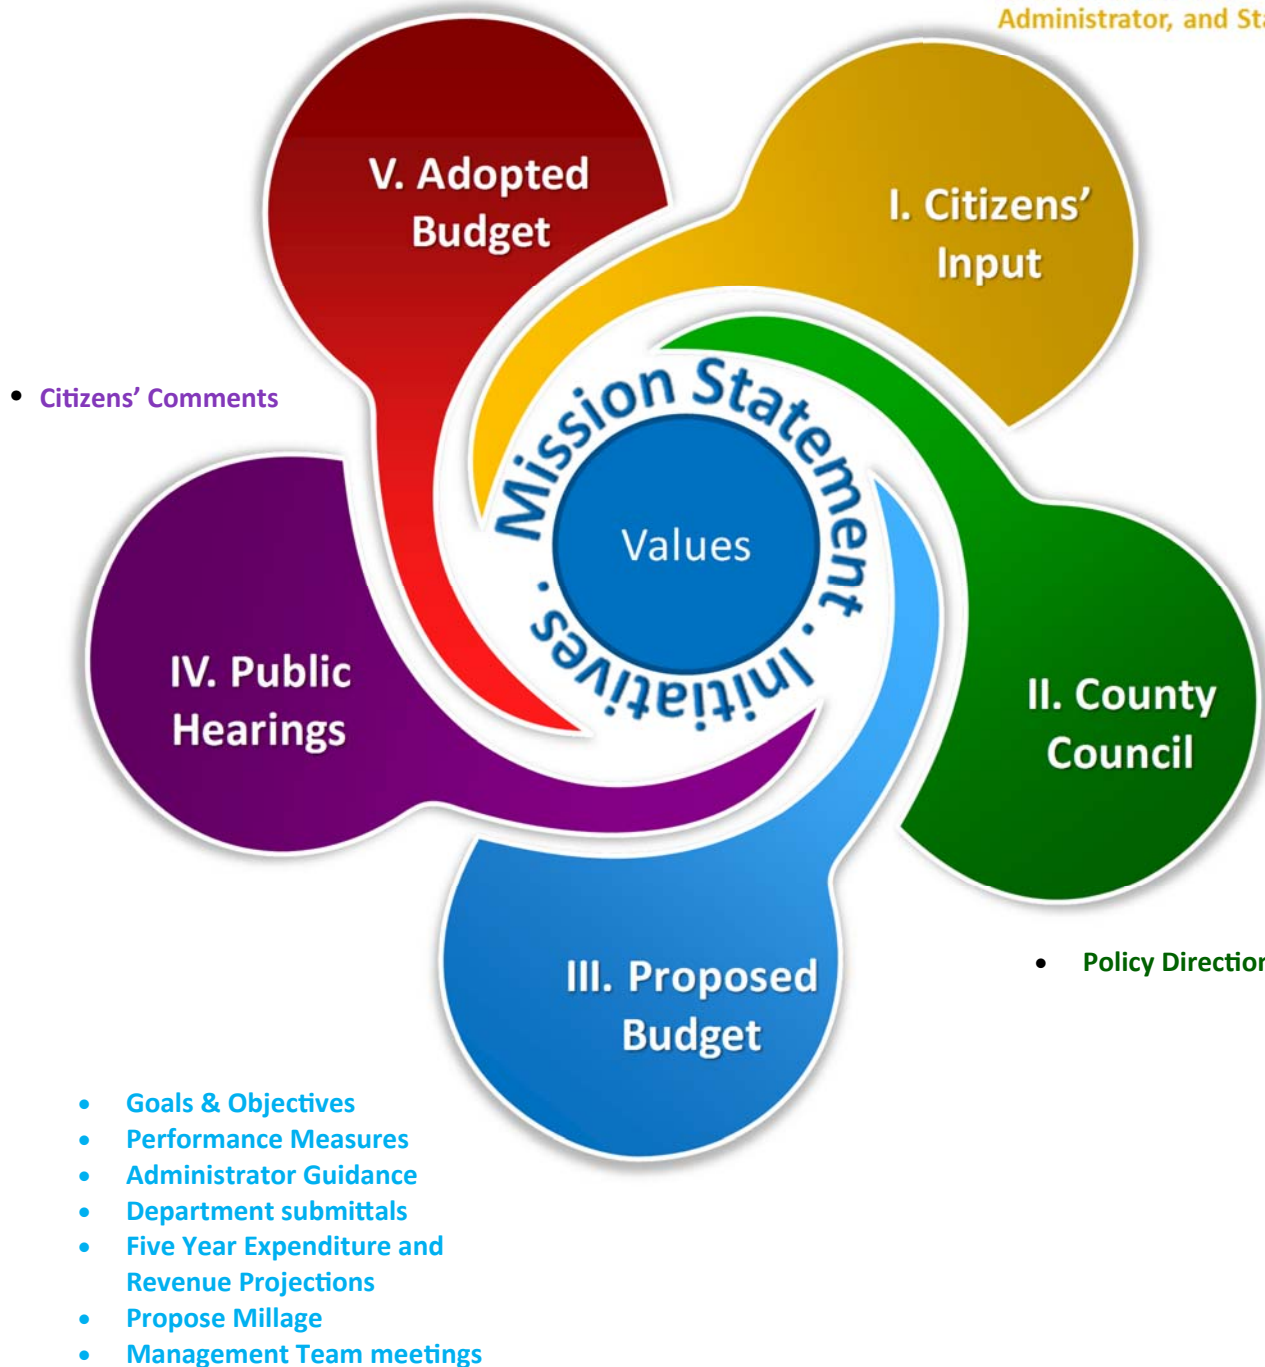 Administrator, and
V. Adopted
Budget
I. Citizens’
Input
• Citizens’ Comments
Mission Statement . Initiatives .
Values
IV. Public
Hearings
II. County
Council
III. Proposed
Budget
• Policy Direction
• Goals & Objectives
• Performance Measures
• Administrator Guidance
• Department submittals
• Five Year Expenditure and
Revenue Projections
• Propose Millage
• Management Team meetings